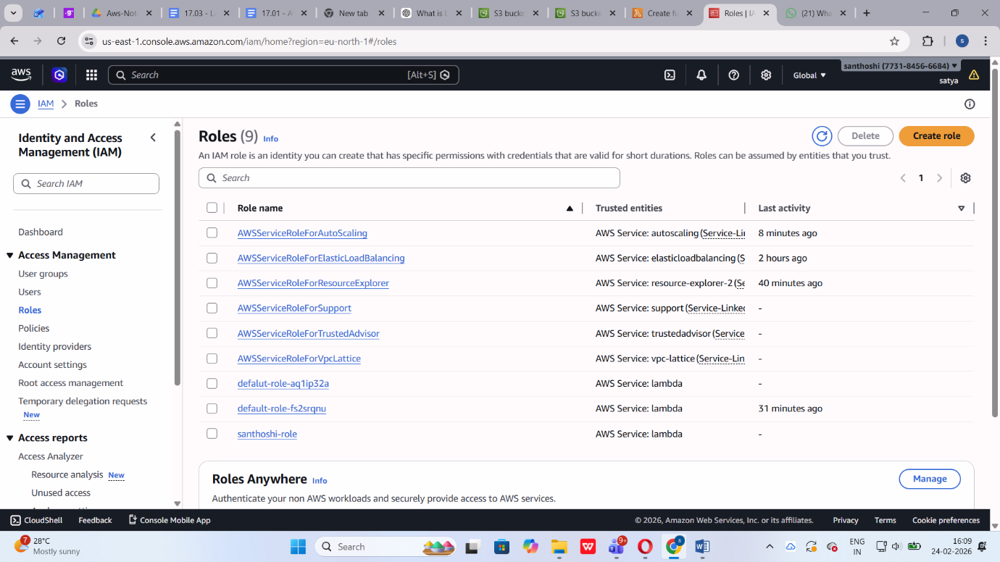 Aws-Not
17.03 - L
17.01 - A
New tab
What is L
S3 bucke
S3 bucke
Create fu
Roles | IA
(21) Wha
us-east-1.console.aws.amazon.com/iam/home?region=eu-north-1#/roles
S
aws
Search
[Alt+S]
Global
santhoshi (7731-8456-6684)
satya
IAM
Roles
Identity and Access
Management (IAM)
Search IAM
Dashboard
Access Management
User groups
Users
Roles
Policies
Identity providers
Account settings
Root access management
Temporary delegation requests
New
Access reports
Access Analyzer
Resource analysis New
Unused access
Roles (9) Info
Delete
Create role
An IAM role is an identity you can create that has specific permissions with credentials that are valid for short durations. Roles can be assumed by entities that you trust.
Search
1
Role name
Trusted entities
Last activity
AWSServiceRoleForAutoScaling
AWS Service: autoscaling (Service-Li
8 minutes ago
AWSServiceRoleForElasticLoadBalancing
AWS Service: elasticloadbalancing (S
2 hours ago
AWSServiceRoleForResourceExplorer
AWS Service: resource-explorer-2 (Se
40 minutes ago
AWSServiceRoleForSupport
AWS Service: support (Service-Linked
-
AWSServiceRoleForTrustedAdvisor
AWS Service: trustedadvisor (Service
-
AWSServiceRoleForVpcLattice
AWS Service: vpc-lattice (Service-Lin
-
defalut-role-aq1ip32a
AWS Service: lambda
-
default-role-fs2srqnu
AWS Service: lambda
31 minutes ago
santhoshi-role
AWS Service: lambda
-
Roles Anywhere Info
Manage
Authenticate your non AWS workloads and securely provide access to AWS services.
CloudShell
Feedback
Console Mobile App
© 2026, Amazon Web Services, Inc. or its affiliates.
Privacy
Terms
Cookie preferences
7
28°C
Mostly sunny
Search
9+
S
ENG
IN
16:09
24-02-2026